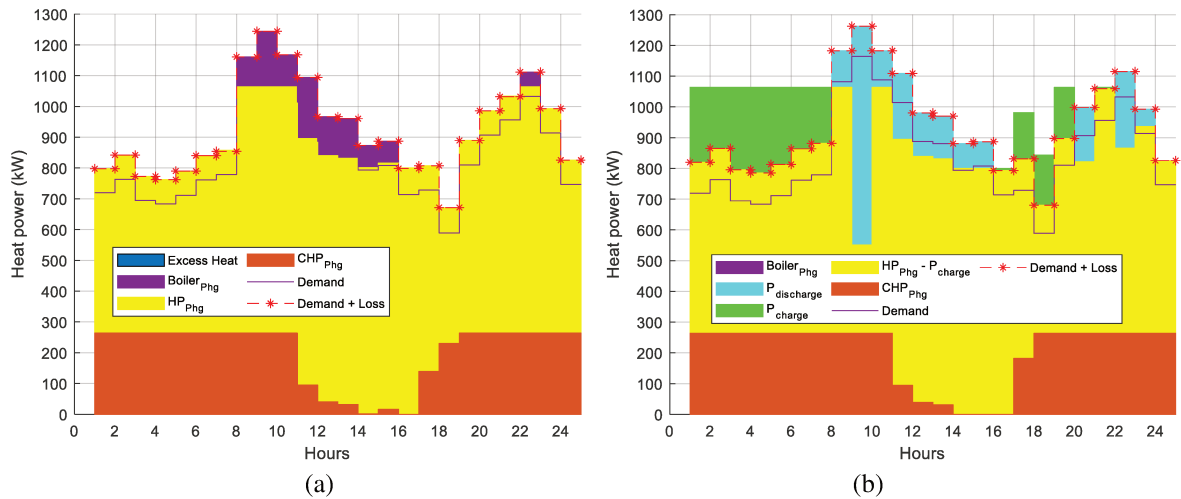 1300
1200
1100
1000
900
800
700
600
500
400
300
200
100
0
Heat power (kW)
0 2 4 6 8 10 12 14 16 18 20 22 24
Hours
Excess Heat
Boiler_Phg
HP_Phg
CHP_Phg
Demand
Demand + Loss
(a)
1300
1200
1100
1000
900
800
700
600
500
400
300
200
100
0
Heat power (kW)
0 2 4 6 8 10 12 14 16 18 20 22 24
Hours
Boiler_Phg
P_discharge
P_charge
HP_Phg - P_charge
CHP_Phg
Demand
Demand + Loss
(b)